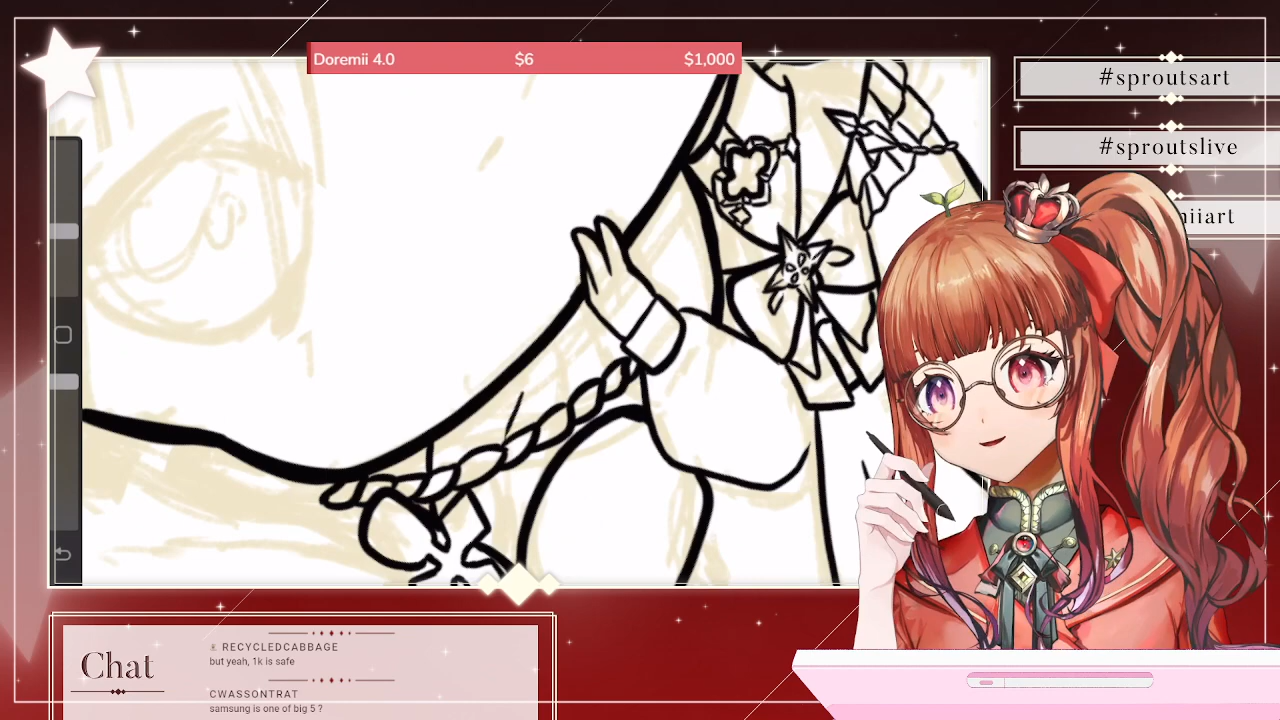 Doremii 4.0 $6 $1,000
#sproutsart
#sproutslive
iiart
Chat
RECYCLEDCABBAGE
but yeah, 1k is safe
CWASSONTRAT
samsung is one of big 5 ?